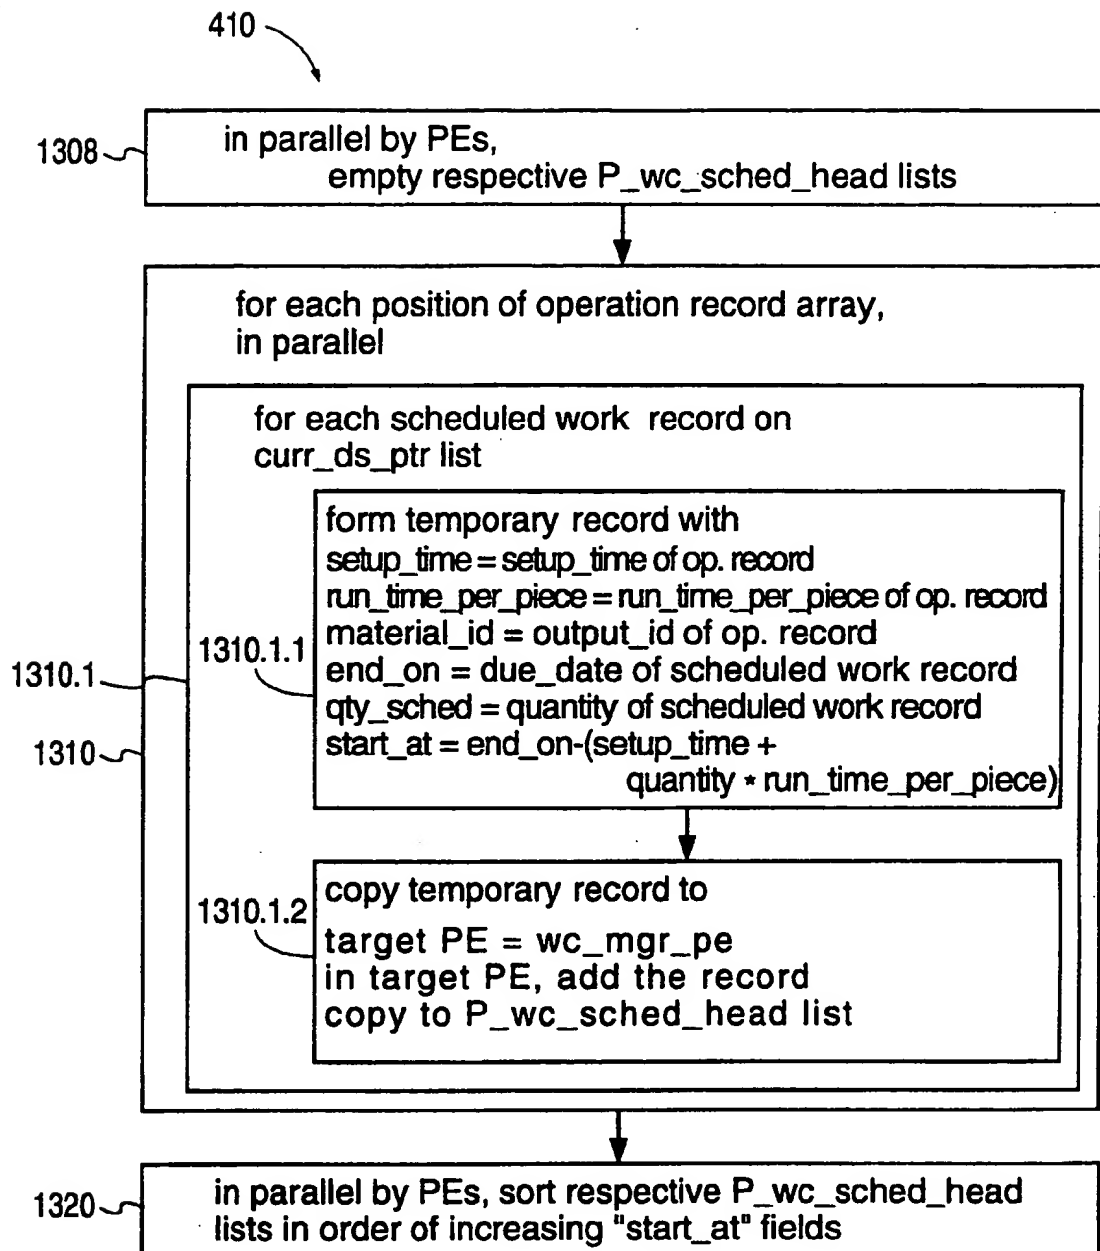 410
1308
in parallel by PEs,
empty respective P_wc_sched_head lists
for each position of operation record array,
in parallel
for each scheduled work record on
curr_ds_ptr list
form temporary record with
setup_time = setup_time of op. record
run_time_per_piece = run_time_per_piece of op. record
1310.1.1
material_id = output_id of op. record
1310.1
end_on = due_date of scheduled work record
qty_sched = quantity of scheduled work record
1310
start_at = end_on-(setup_time +
quantity * run_time_per_piece)
copy temporary record to
1310.1.2
target PE = wc_mgr_pe
in target PE, add the record
copy to P_wc_sched_head list
1320
in parallel by PEs, sort respective P_wc_sched_head
lists in order of increasing "start_at" fields